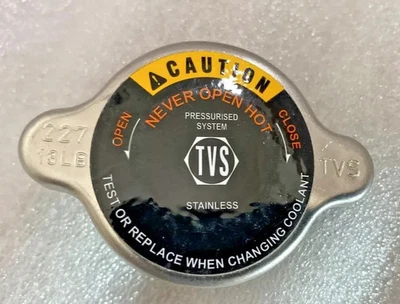 CAUTION
NEVER OPEN HOT
OPEN
CLOSE
PRESSURISED
SYSTEM
TVS
STAINLESS
TEST OR REPLACE WHEN CHANGING COOLANT
227
13LB
TVS